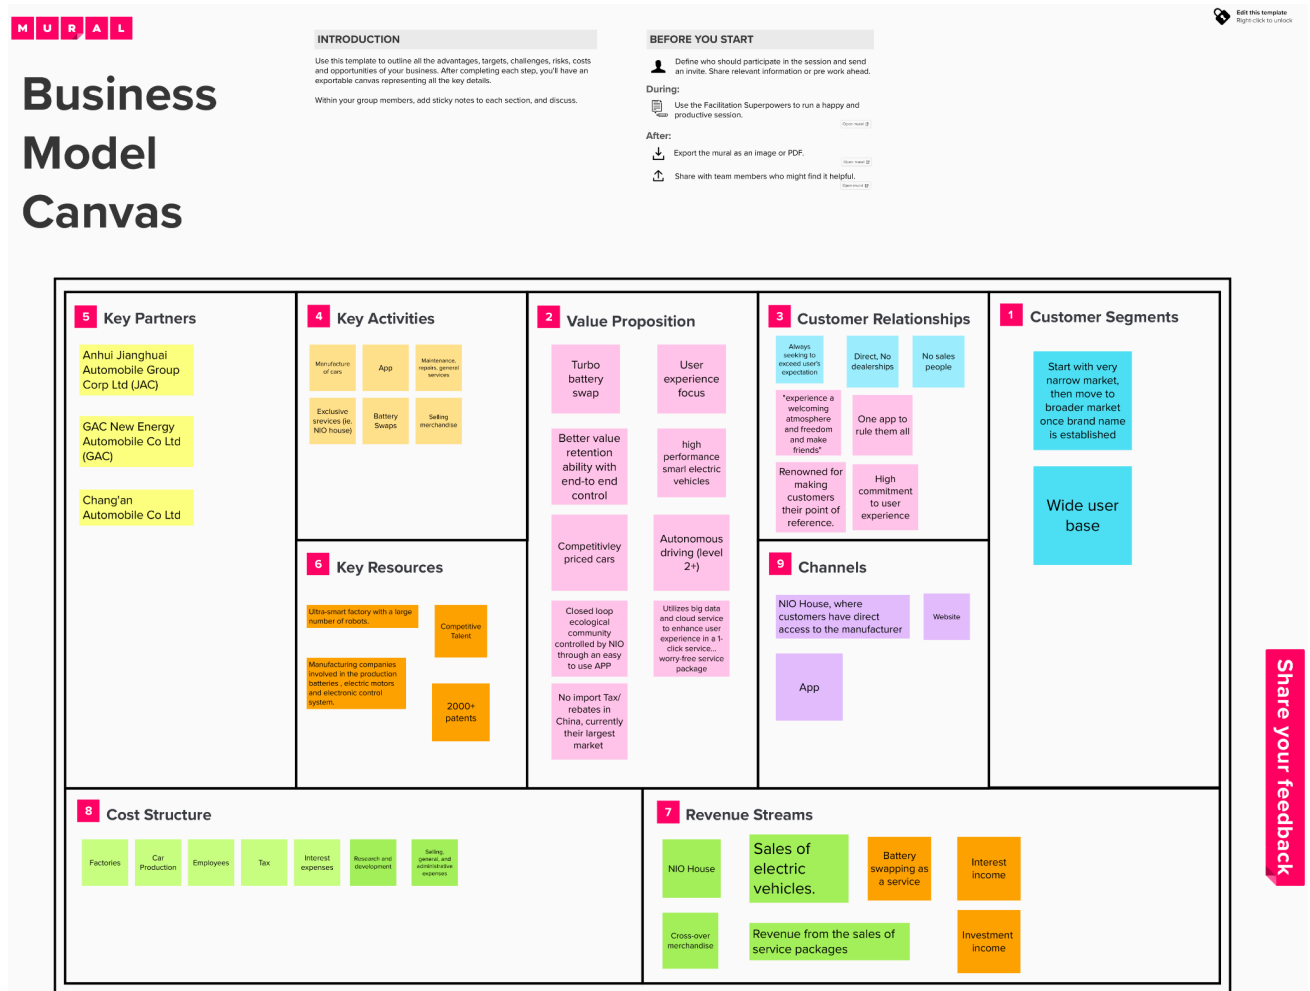 MURAL
Edit this template
Right-click to unlock
Business
Model
Canvas
INTRODUCTION
Use this template to outline all the advantages, targets, challenges, risks, costs
and opportunities of your business. After completing each step, you'll have an
exportable canvas representing all the key details.
Within your group members, add sticky notes to each section, and discuss.
BEFORE YOU START
Define who should participate in the session and send
an invite. Share relevant information or pre work ahead.
During:
Use the Facilitation Superpowers to run a happy and
productive session.
After:
Export the mural as an image or PDF.
Share with team members who might find it helpful.
5 Key Partners
Anhui Jianghuai
Automobile Group
Corp Ltd (JAC)
GAC New Energy
Automobile Co Ltd
(GAC)
Chang'an
Automobile Co Ltd
4 Key Activities
Manufacture
of cars
App
Maintenance,
repairs, general
services
Exclusive
srevices (ie.
NIO house)
Battery
Swaps
Selling
merchandise
6 Key Resources
Ultra-smart factory with a large
number of robots.
Competitive
Talent
Manufacturing companies
involved in the production
batteries , electric motors
and electronic control
system.
2000+
patents
2 Value Proposition
Turbo
battery
swap
User
experience
focus
Better value
retention
ability with
end-to end
control
high
performance
smarl electric
vehicles
Competitivley
priced cars
Autonomous
driving (level
2+)
Closed loop
ecological
community
controlled by NIO
through an easy
to use APP
Utilizes big data
and cloud service
to enhance user
experience in a 1-
click service...
worry-free service
package
No import Tax/
rebates in
China, currently
their largest
market
3 Customer Relationships
Always
seeking to
exceed user's
expectation
Direct, No
dealerships
No sales
people
"experience a
welcoming
atmosphere
and freedom
and make
friends"
One app to
rule them all
Renowned for
making
customers
their point of
reference.
High
commitment
to user
experience
9 Channels
NIO House, where
customers have direct
access to the manufacturer
Website
App
1 Customer Segments
Start with very
narrow market,
then move to
broader market
once brand name
is established
Wide user
base
8 Cost Structure
Factories
Car
Production
Employees
Tax
Interest
expenses
Research and
development
Selling,
general, and
administrative
expenses
7 Revenue Streams
NIO House
Sales of
electric
vehicles.
Battery
swapping as
a service
Interest
income
Cross-over
merchandise
Revenue from the sales of
service packages
Investment
income
Share your feedback